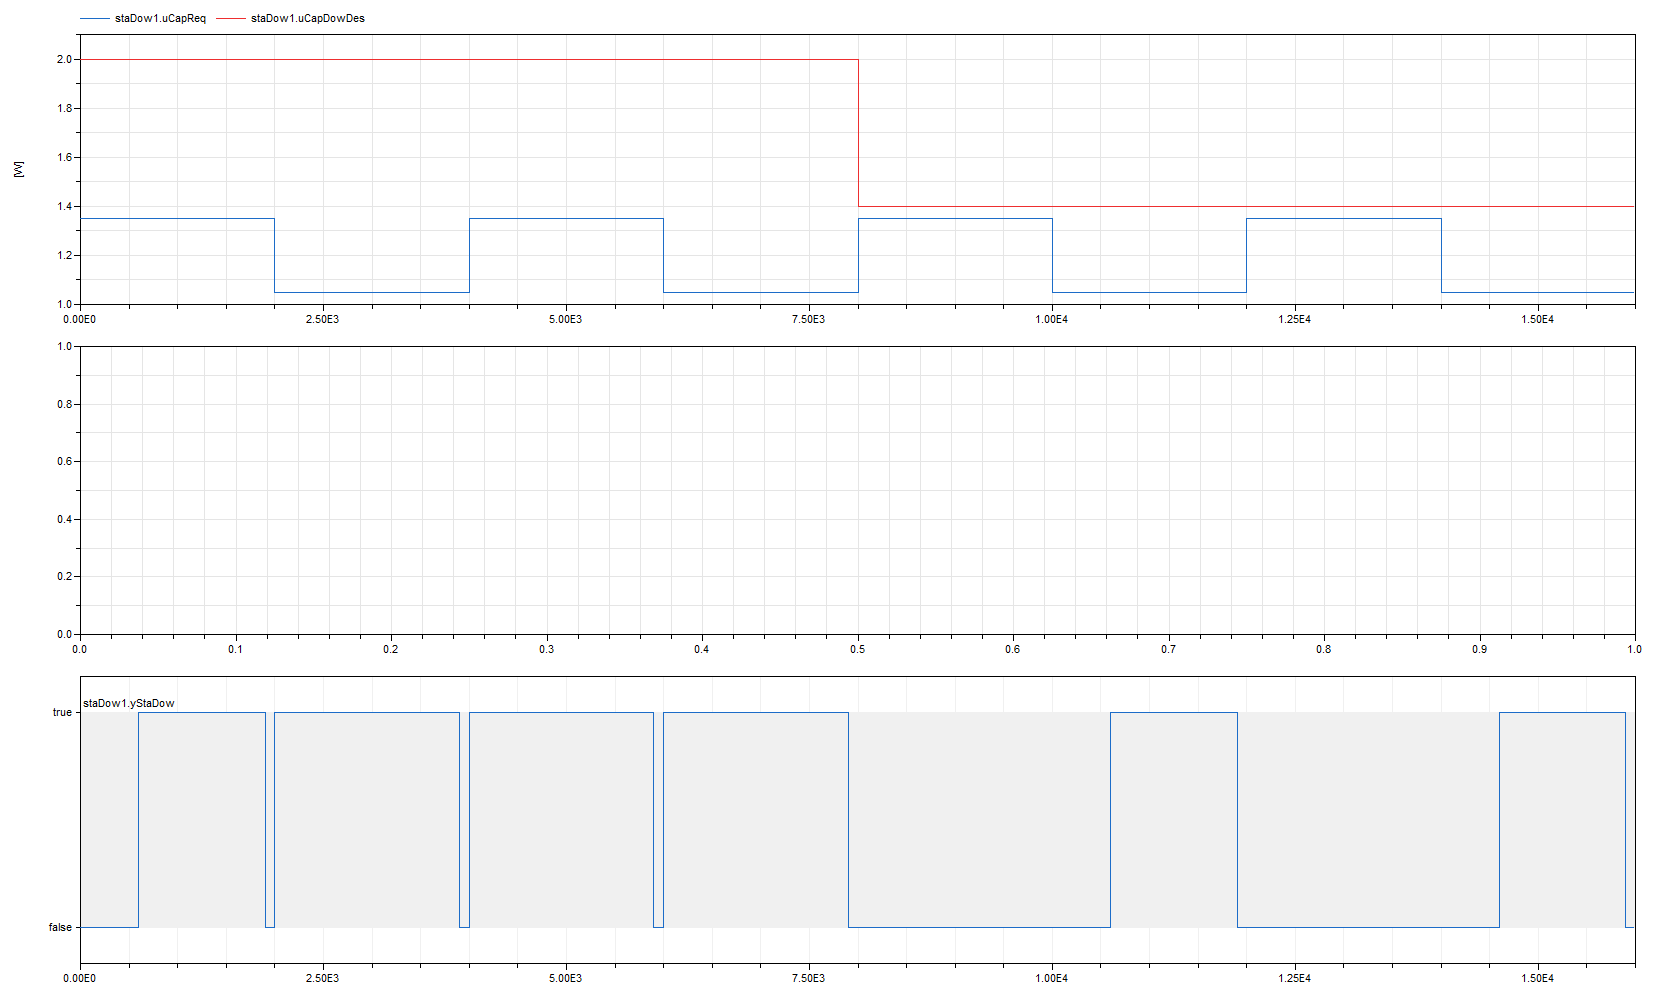 staDow1.uCapReq staDow1.uCapDowDes
2.0
1.8
1.6
[W]
1.4
1.2
1.0
0.00E0 2.50E3 5.00E3 7.50E3 1.00E4 1.25E4 1.50E4
1.0
0.8
0.6
0.4
0.2
0.0
0.0 0.1 0.2 0.3 0.4 0.5 0.6 0.7 0.8 0.9 1.0
staDow1.yStaDow
true
false
0.00E0 2.50E3 5.00E3 7.50E3 1.00E4 1.25E4 1.50E4